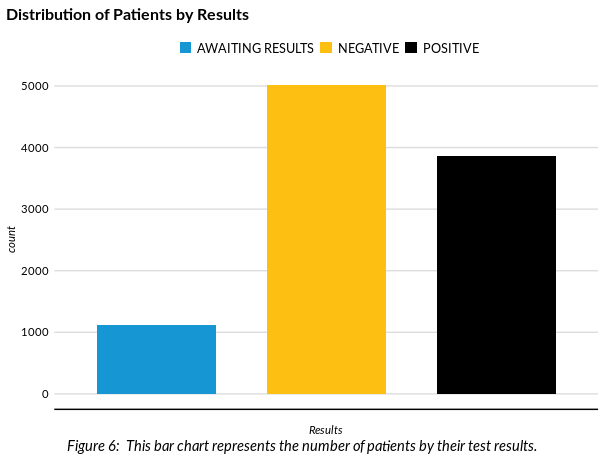 Distribution of Patients by Results
AWAITING RESULTS NEGATIVE POSITIVE
5000
4000
3000
2000
1000
0
count
Results
Figure 6:  This bar chart represents the number of patients by their test results.